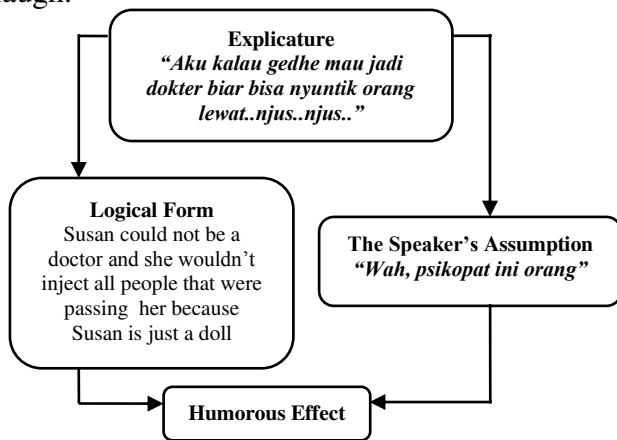 Explicature
“Aku kalau gedhe mau jadi
dokter biar bisa nyuntik orang
lewat..njus..njus..”
Logical Form
Susan could not be a
doctor and she wouldn’t
inject all people that were
passing her because
Susan is just a doll
The Speaker’s Assumption
“Wah, psikopat ini orang”
Humorous Effect